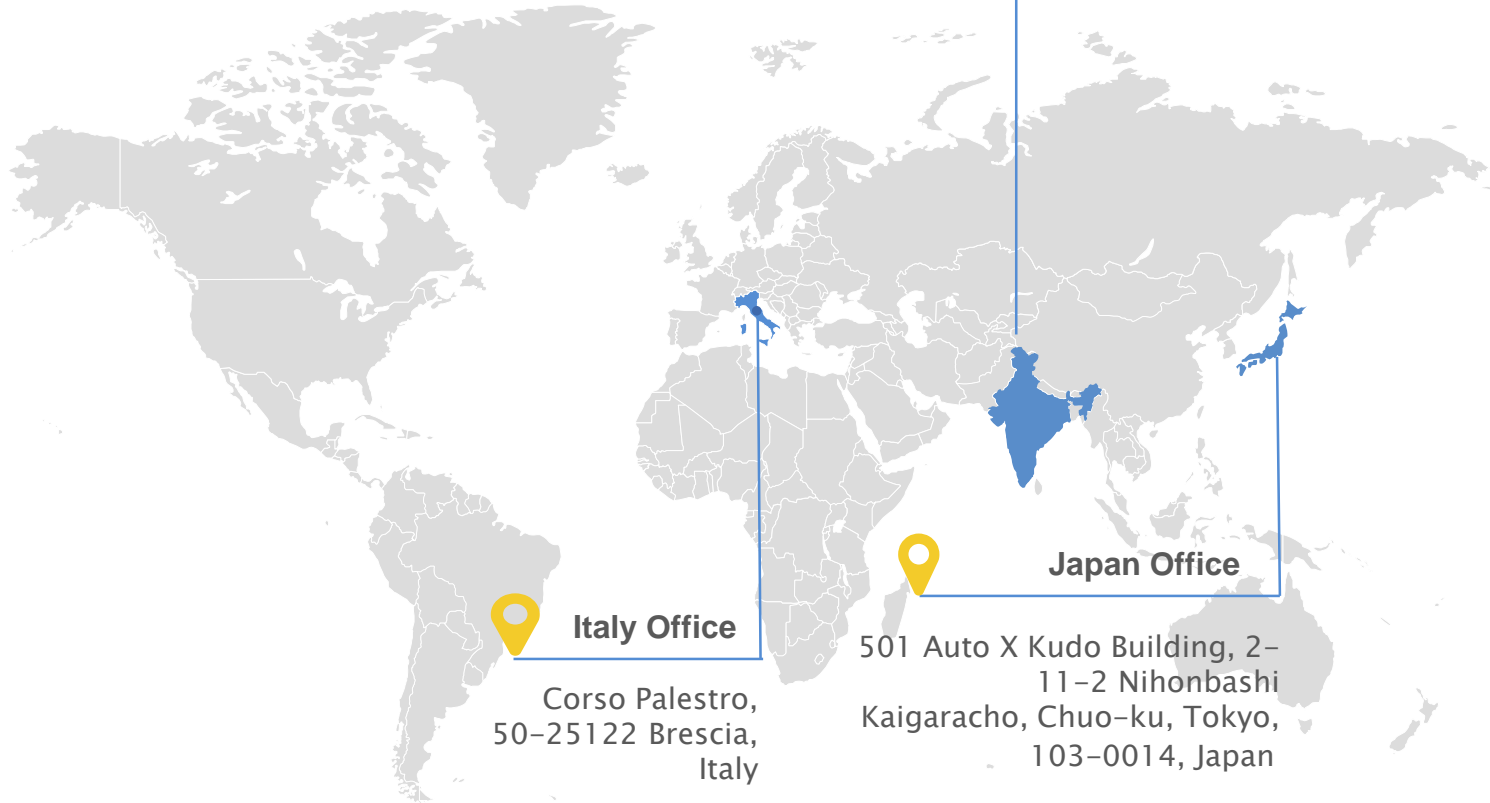 Italy Office
Corso Palestro,
50-25122 Brescia,
Italy
Japan Office
501 Auto X Kudo Building, 2-
11-2 Nihonbashi
Kaigaracho, Chuo-ku, Tokyo,
103-0014, Japan